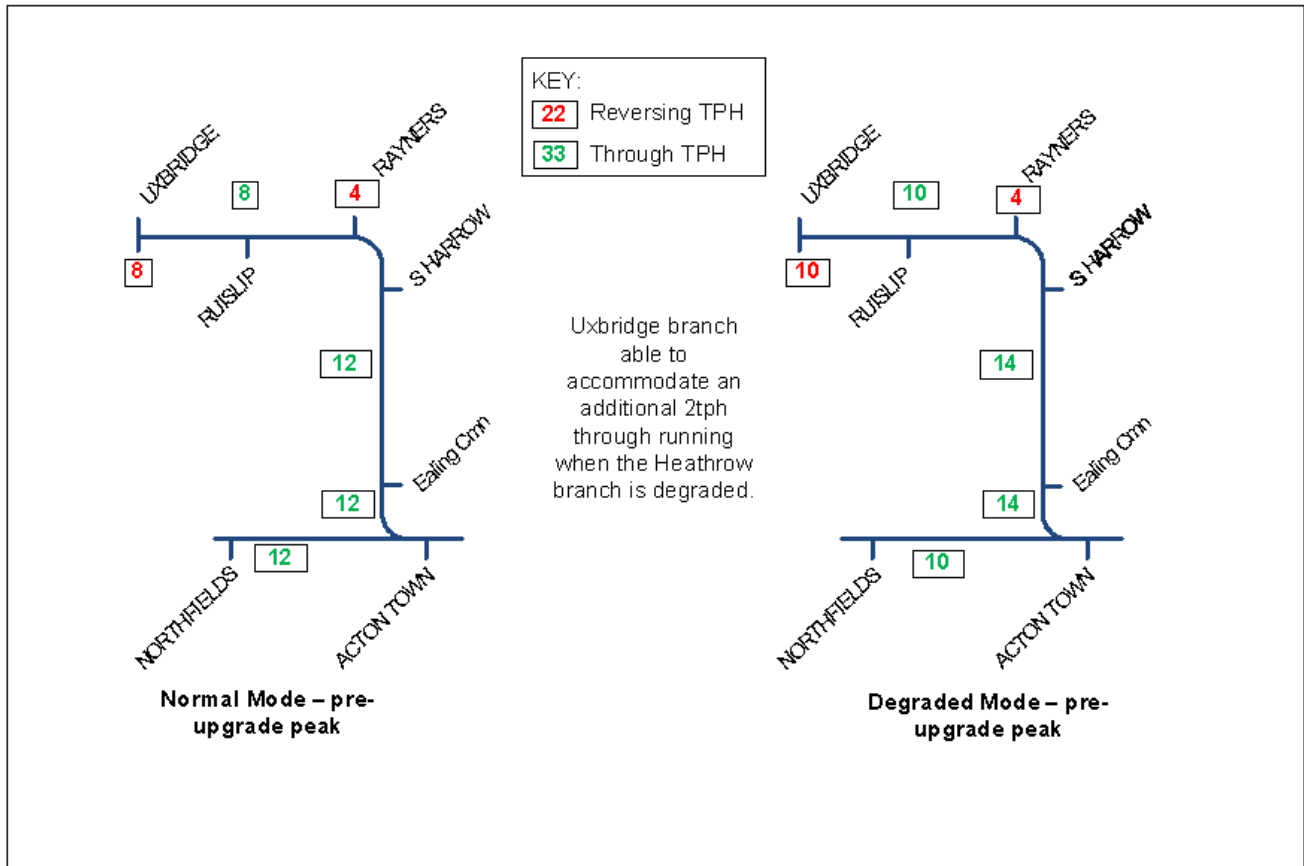 KEY:
22 Reversing TPH
33 Through TPH
UXBRIDGE
8
RAYNERS
4
8
RUISLIP
S HARROW
12
Ealing Cmn
12
12
NORTHFIELDS
ACTON TOWN
Normal Mode – pre-
upgrade peak
Uxbridge branch
able to
accommodate an
additional 2tph
through running
when the Heathrow
branch is degraded.
UXBRIDGE
10
RAYNERS
4
10
RUISLIP
S HARROW
14
Ealing Cmn
14
10
NORTHFIELDS
ACTON TOWN
Degraded Mode – pre-
upgrade peak